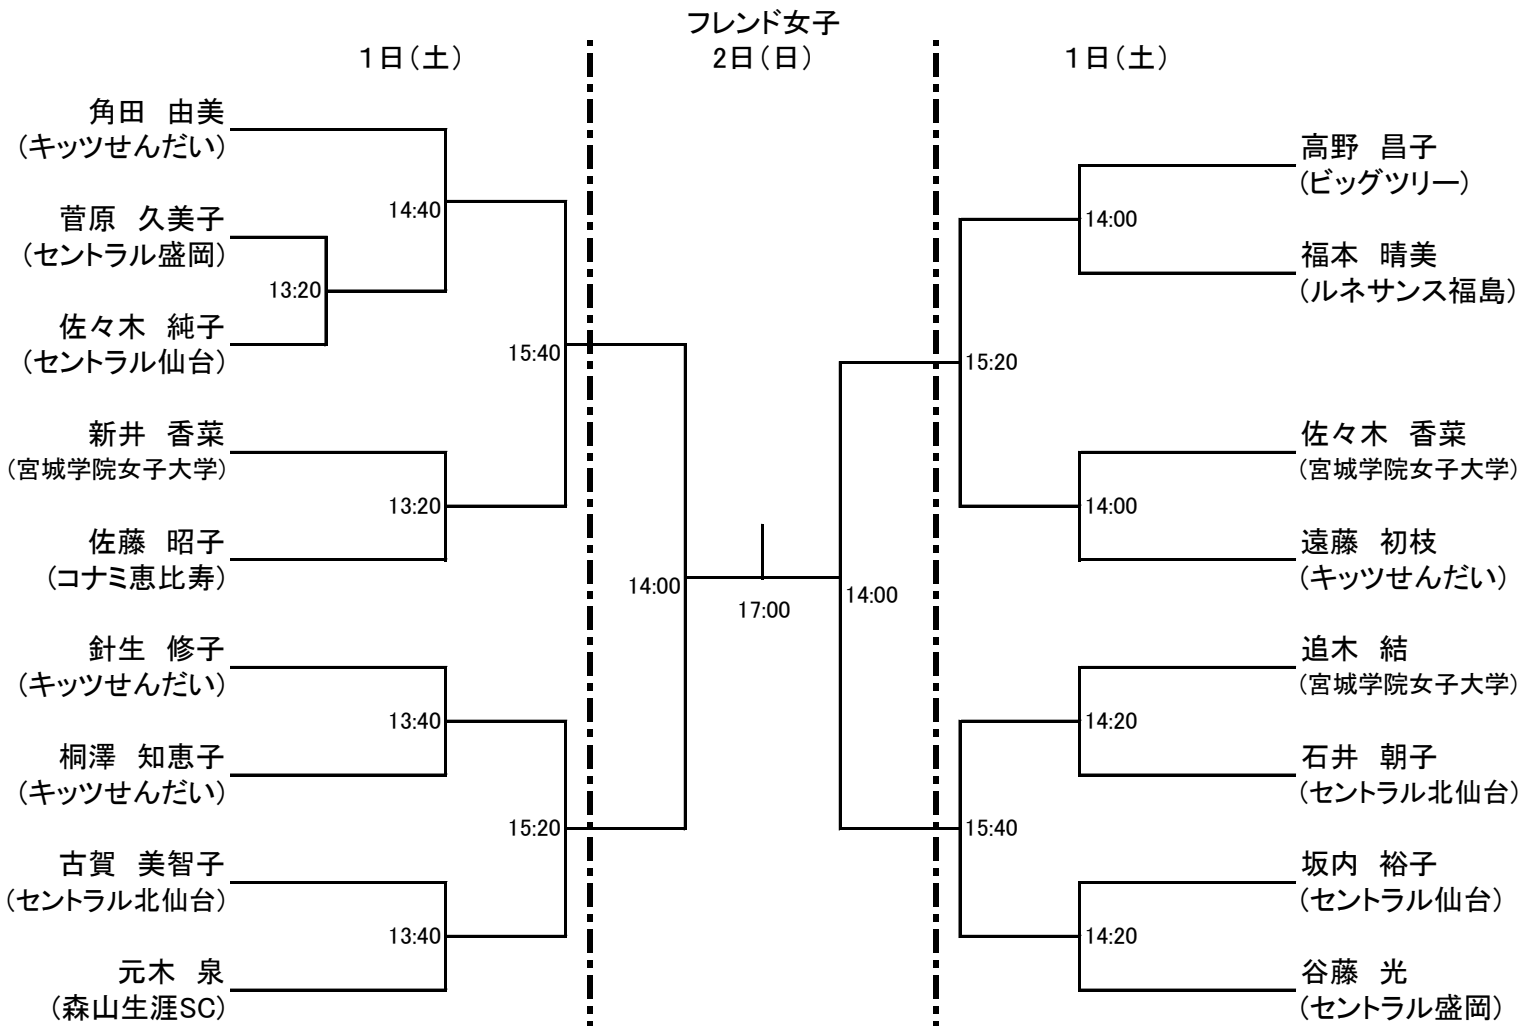 フレンド女子
1日(土)
2日(日)
1日(土)
角田　由美
(キッツせんだい)
菅原　久美子
(セントラル盛岡)
佐々木　純子
(セントラル仙台)
新井　香菜
(宮城学院女子大学)
佐藤　昭子
(コナミ恵比寿)
針生　修子
(キッツせんだい)
桐澤　知恵子
(キッツせんだい)
古賀　美智子
(セントラル北仙台)
元木　泉
(森山生涯SC)
13:20
14:40
13:20
13:40
13:40
15:40
15:20
14:00
17:00
14:00
15:20
15:40
14:00
14:00
14:20
14:20
高野　昌子
(ビッグツリー)
福本　晴美
(ルネサンス福島)
佐々木　香菜
(宮城学院女子大学)
遠藤　初枝
(キッツせんだい)
追木　結
(宮城学院女子大学)
石井　朝子
(セントラル北仙台)
坂内　裕子
(セントラル仙台)
谷藤　光
(セントラル盛岡)